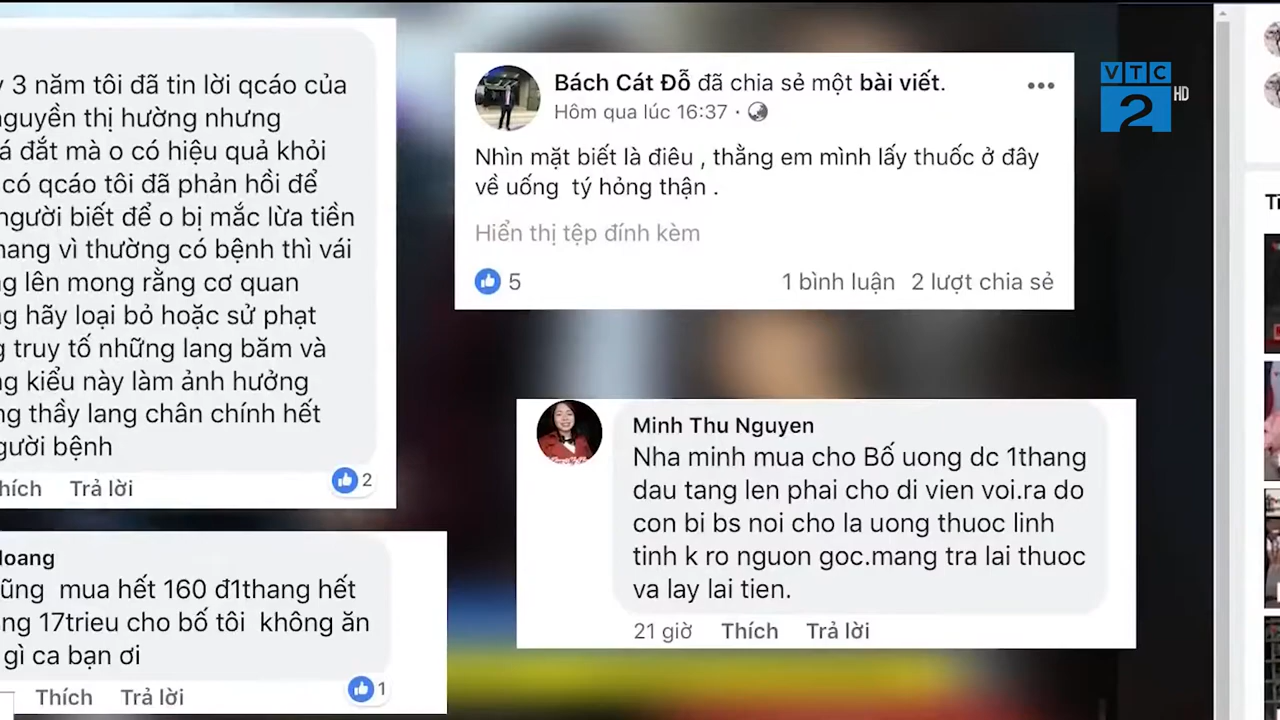 3 năm tôi đã tin lời qcáo của
nguyễn thị hường nhưng
á đắt mà o có hiệu quả khỏi
có qcáo tôi đã phản hồi để
người biết để o bị mắc lừa tiền
mang vì thường có bệnh thì vái
g lên mong rằng cơ quan
g hãy loại bỏ hoặc sử phạt
g truy tố những lang băm và
ng kiểu này làm ảnh hưởng
ng thầy lang chân chính hết
gười bệnh
hích Trả lời
2
oang
ũng mua hết 160 đ1thang hết
ng 17trieu cho bố tôi không ăn
gì ca bạn ơi
Thích Trả lời
1
Bách Cát Đỗ đã chia sẻ một bài viết.
Hôm qua lúc 16:37 ·
Nhìn mặt biết là điêu , thằng em mình lấy thuốc ở đây
về uống tý hỏng thận .
Hiển thị tệp đính kèm
5 1 bình luận 2 lượt chia sẻ
Minh Thu Nguyen
Nha minh mua cho Bố uong dc 1thang
dau tang len phai cho di vien voi.ra do
con bi bs noi cho la uong thuoc linh
tinh k ro nguon goc.mang tra lai thuoc
va lay lai tien.
21 giờ Thích Trả lời
VTC
2 HD